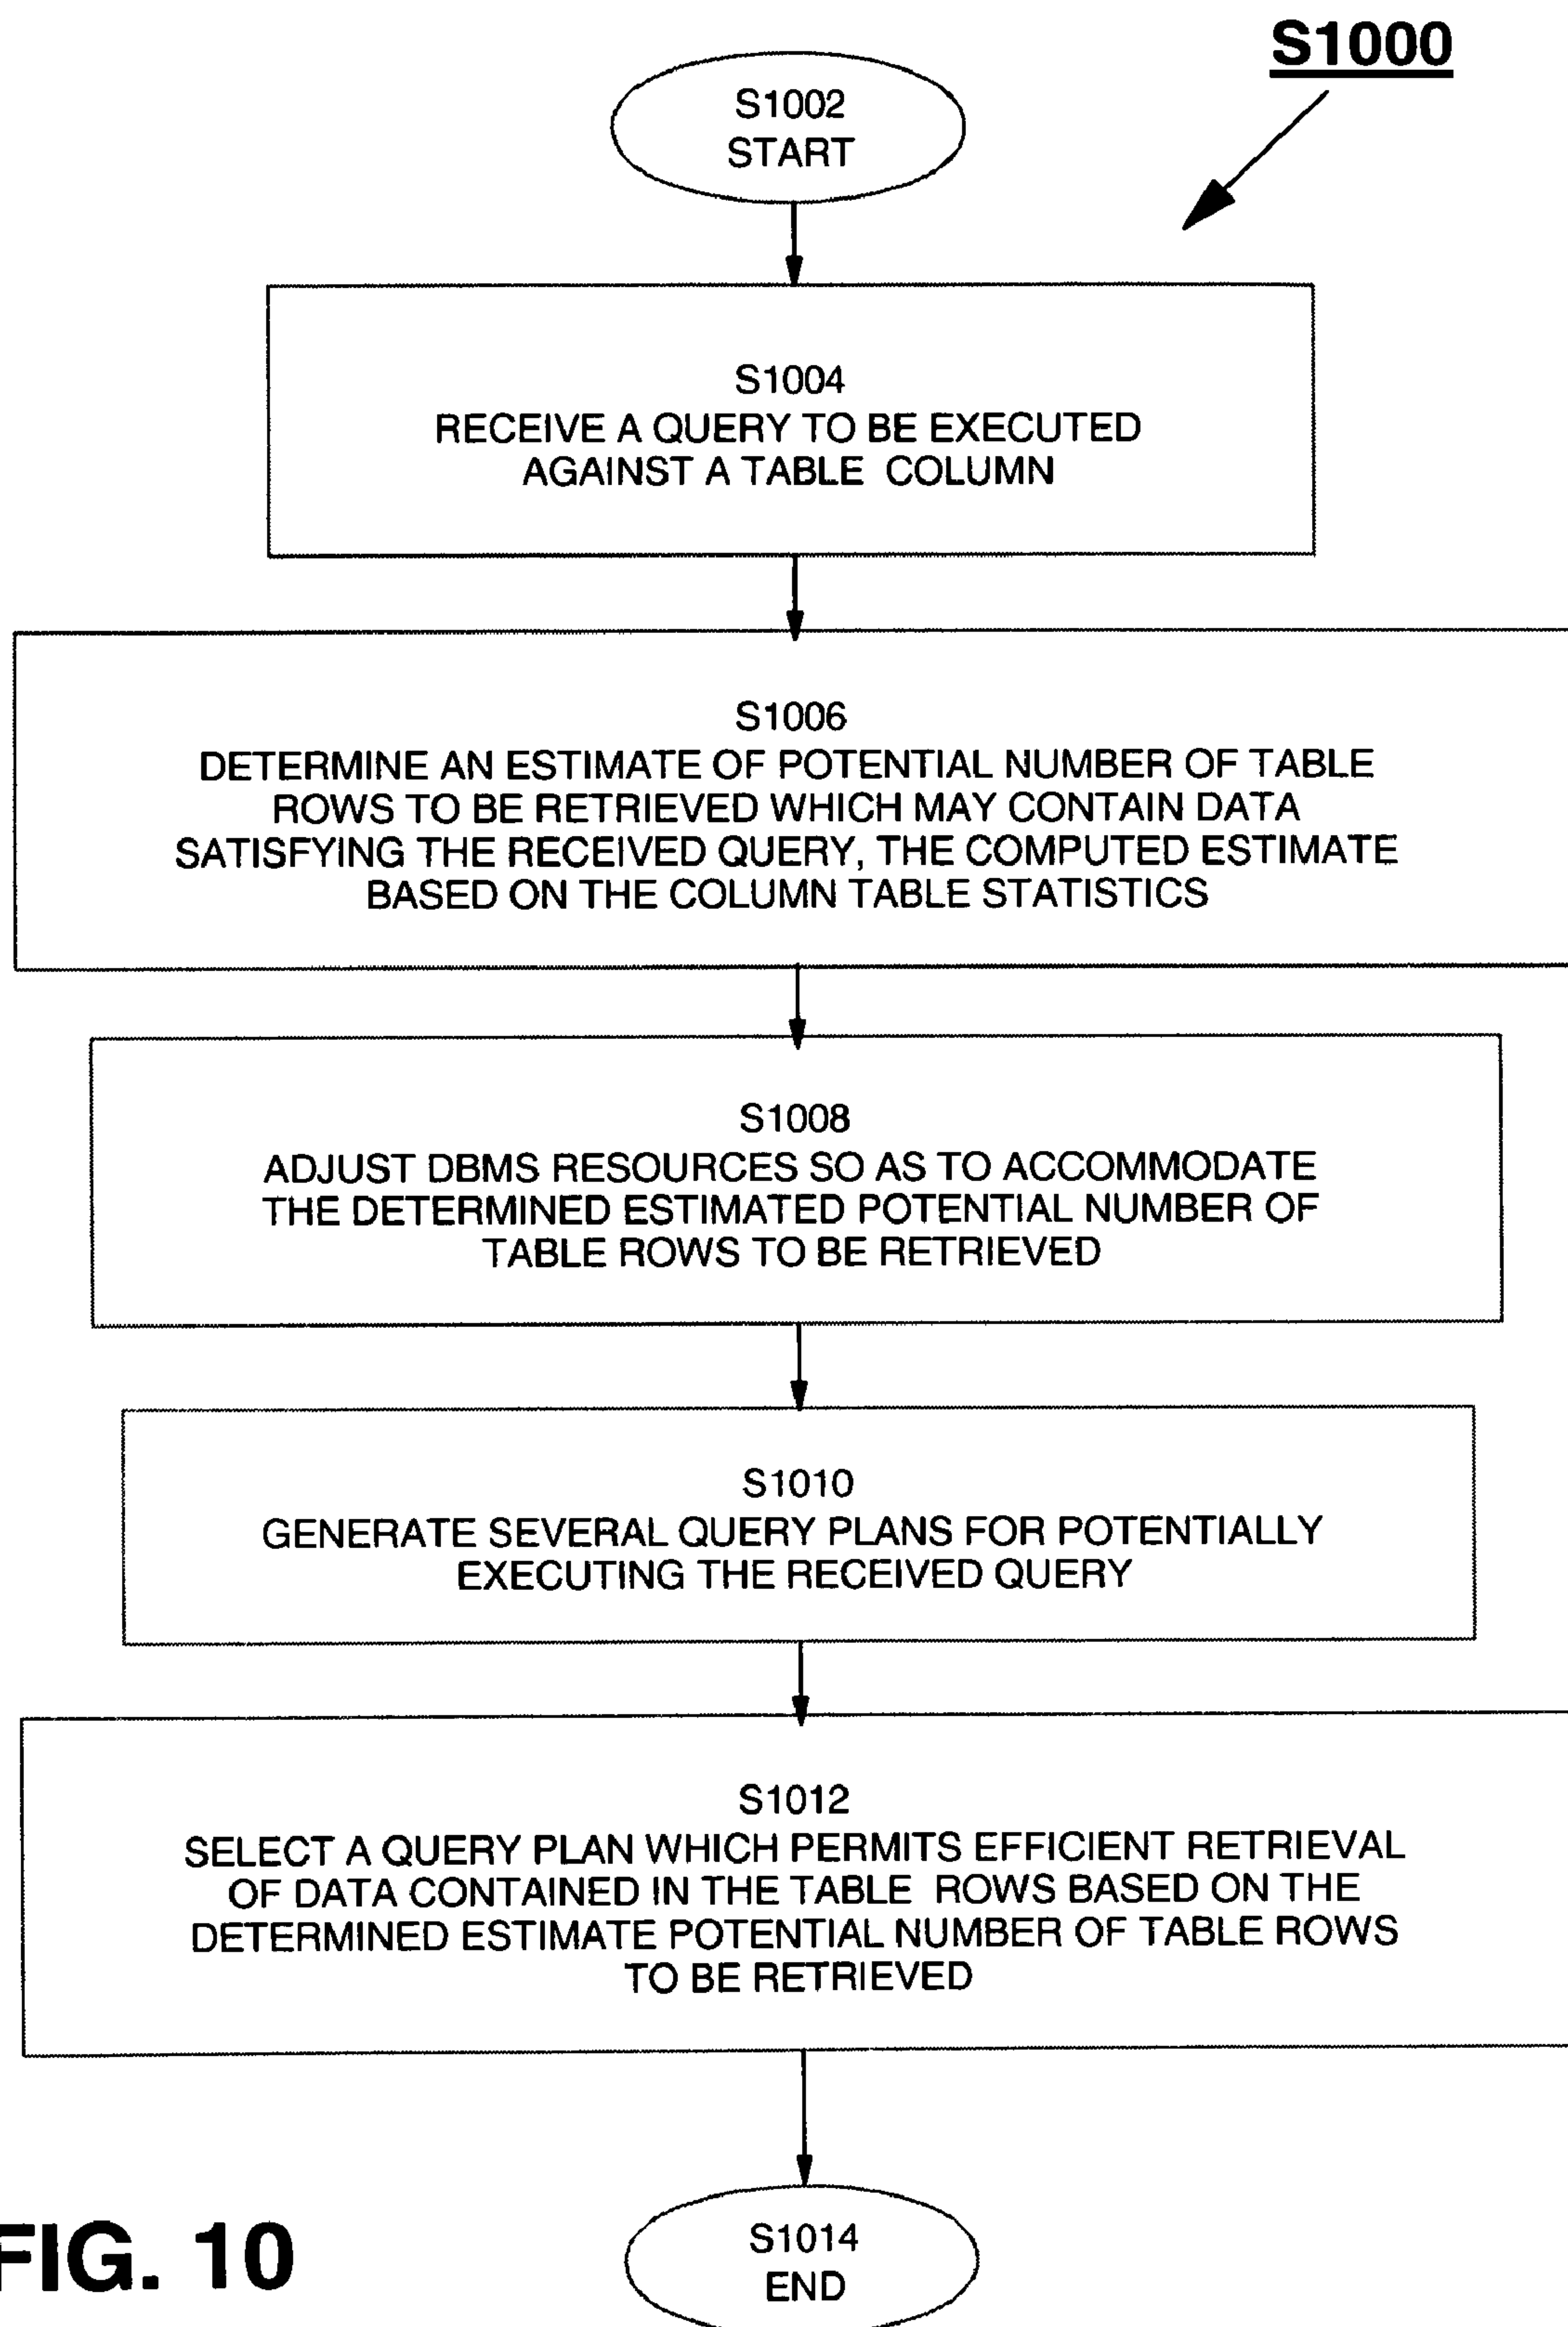 S1000
S1002
START
S1004
RECEIVE A QUERY TO BE EXECUTED
AGAINST A TABLE COLUMN
S1006
DETERMINE AN ESTIMATE OF POTENTIAL NUMBER OF TABLE
ROWS TO BE RETRIEVED WHICH MAY CONTAIN DATA
SATISFYING THE RECEIVED QUERY, THE COMPUTED ESTIMATE
BASED ON THE COLUMN TABLE STATISTICS
S1008
ADJUST DBMS RESOURCES SO AS TO ACCOMMODATE
THE DETERMINED ESTIMATED POTENTIAL NUMBER OF
TABLE ROWS TO BE RETRIEVED
S1010
GENERATE SEVERAL QUERY PLANS FOR POTENTIALLY
EXECUTING THE RECEIVED QUERY
S1012
SELECT A QUERY PLAN WHICH PERMITS EFFICIENT RETRIEVAL
OF DATA CONTAINED IN THE TABLE ROWS BASED ON THE
DETERMINED ESTIMATE POTENTIAL NUMBER OF TABLE ROWS
TO BE RETRIEVED
S1014
END
FIG. 10